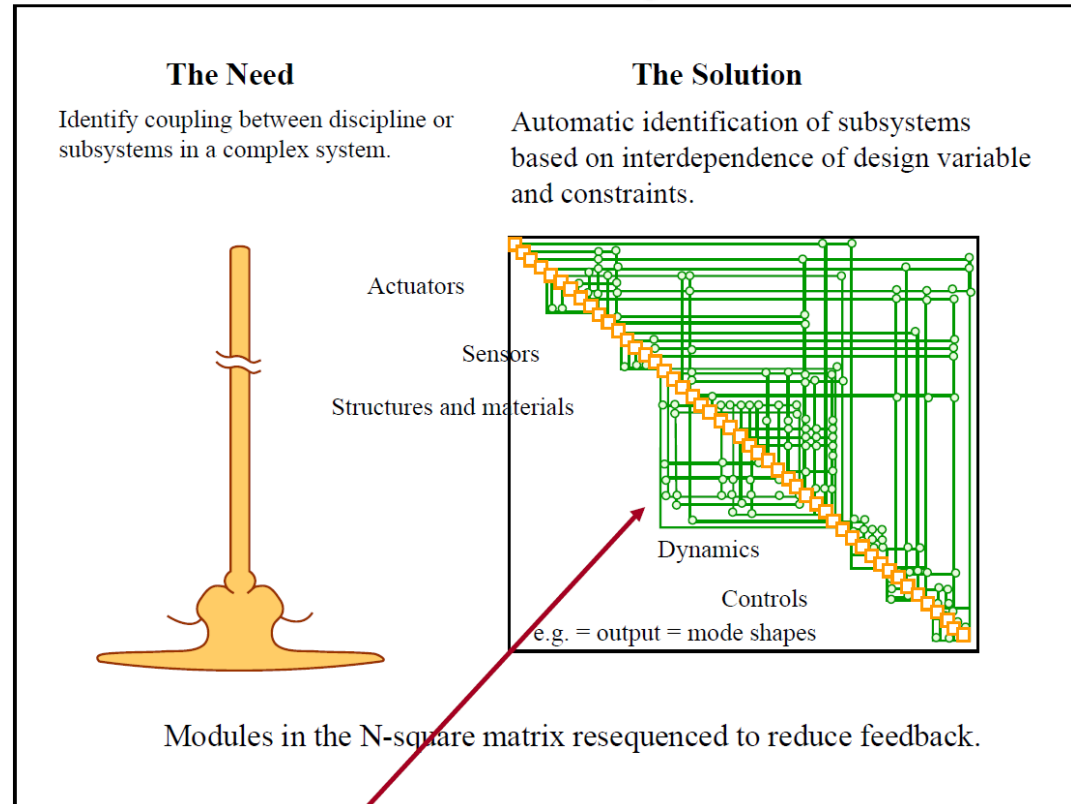 The Need
Identify coupling between discipline or
subsystems in a complex system.
The Solution
Automatic identification of subsystems
based on interdependence of design variable
and constraints.
Actuators
Sensors
Structures and materials
Dynamics
Controls
e.g. = output = mode shapes
Modules in the N-square matrix resequenced to reduce feedback.